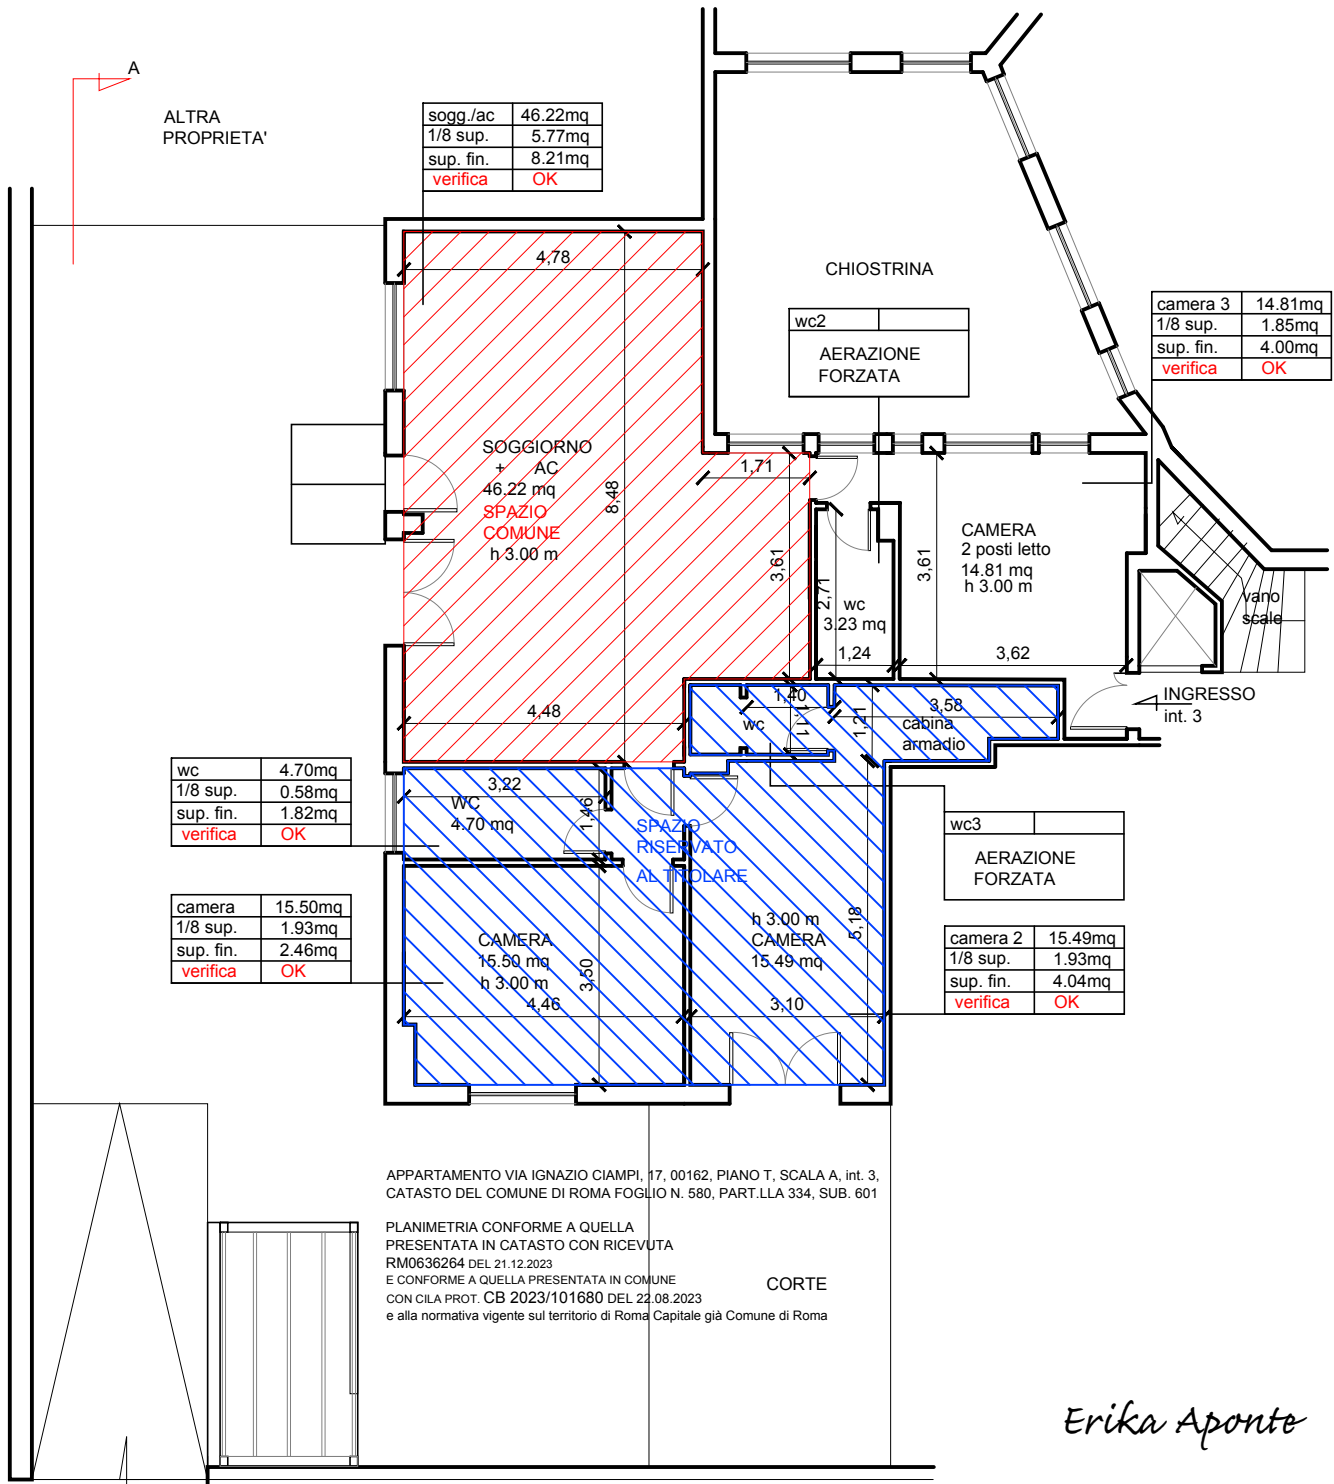 A
ALTRA
PROPRIETA'
sogg./ac 46.22mq
1/8 sup. 5.77mq
sup. fin. 8.21mq
verifica OK
4,78
CHIOSTRINA
wc2
AERAZIONE
FORZATA
camera 3 14.81mq
1/8 sup. 1.85mq
sup. fin. 4.00mq
verifica OK
SOGGIORNO
+ AC
46.22 mq
SPAZIO
COMUNE
h 3.00 m
8,48
1,71
3,61
2,71
wc
3.23 mq
1,24
3,61
CAMERA
2 posti letto
14.81 mq
h 3.00 m
3,62
vano
scale
INGRESSO
int. 3
4,48
1,40
1,11
wc
1,21
3,58
cabina
armadio
wc 4.70mq
1/8 sup. 0.58mq
sup. fin. 1.82mq
verifica OK
3,22
WC
4.70 mq
1,46
SPAZIO
RISERVATO
AL TITOLARE
wc3
AERAZIONE
FORZATA
camera 15.50mq
1/8 sup. 1.93mq
sup. fin. 2.46mq
verifica OK
CAMERA
15.50 mq
h 3.00 m
3,50
4,46
h 3.00 m
CAMERA
15.49 mq
5,18
3,10
camera 2 15.49mq
1/8 sup. 1.93mq
sup. fin. 4.04mq
verifica OK
APPARTAMENTO VIA IGNAZIO CIAMPI, 17, 00162, PIANO T, SCALA A, int. 3,
CATASTO DEL COMUNE DI ROMA FOGLIO N. 580, PART.LLA 334, SUB. 601
PLANIMETRIA CONFORME A QUELLA
PRESENTATA IN CATASTO CON RICEVUTA
RM0636264 DEL 21.12.2023
E CONFORME A QUELLA PRESENTATA IN COMUNE
CON CILA PROT. CB 2023/101680 DEL 22.08.2023
e alla normativa vigente sul territorio di Roma Capitale già Comune di Roma
CORTE
Erika Aponte